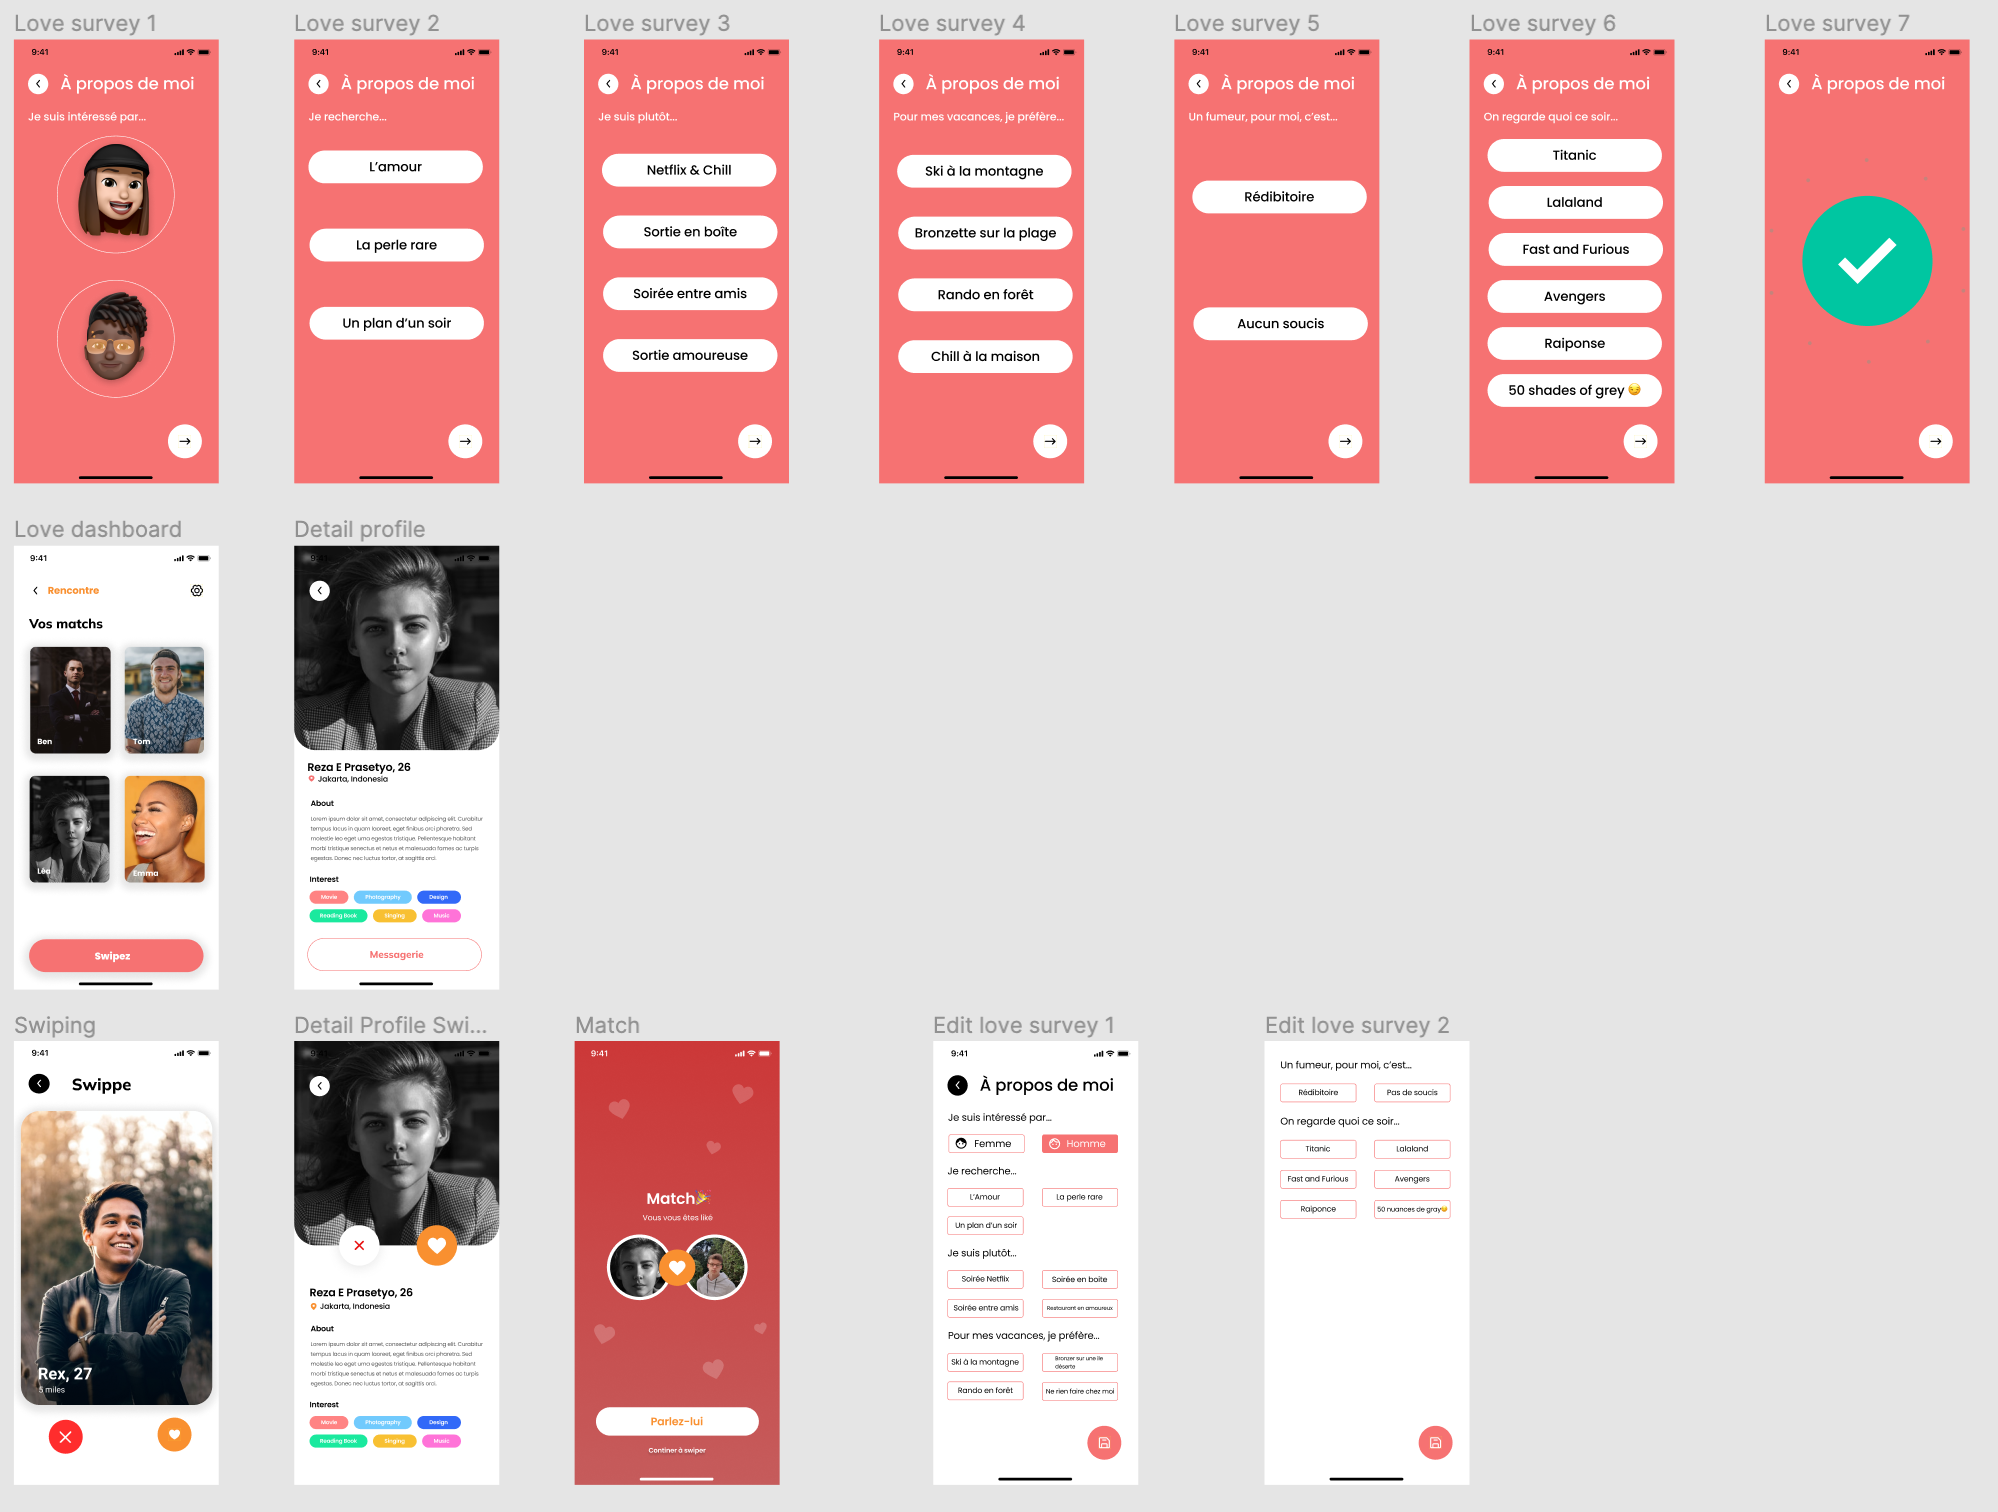 Love survey 1
9:41
À propos de moi
Je suis intéressé par...
Love survey 2
9:41
À propos de moi
Je recherche...
L'amour
La perle rare
Un plan d'un soir
Love survey 3
9:41
À propos de moi
Je suis plutôt...
Netflix & Chill
Sortie en boîte
Soirée entre amis
Sortie amoureuse
Love survey 4
9:41
À propos de moi
Pour mes vacances, je préfère...
Ski à la montagne
Bronzette sur la plage
Rando en forêt
Chill à la maison
Love survey 5
9:41
À propos de moi
Un fumeur, pour moi, c'est...
Rédibitoire
Aucun soucis
Love survey 6
9:41
À propos de moi
On regarde quoi ce soir...
Titanic
Lalaland
Fast and Furious
Avengers
Raiponse
50 shades of grey 😏
Love survey 7
9:41
À propos de moi
Love dashboard
9:41
Rencontre
Vos matchs
Ben
Tom
Léa
Emma
Swipez
Detail profile
9:41
Reza E Prasetyo, 26
Jakarta, Indonesia
About
Lorem ipsum dolor sit amet, consectetur adipiscing elit. Curabitur
tempus lacus in quam laoreet, eget finibus orci pharetra. Sed
molestie leo eget urna egestas tristique. Pellentesque habitant
morbi tristique senectus et netus et malesuada fames ac turpis
egestas. Donec nec luctus tortor, at sagittis orci.
Interest
Movie
Photography
Design
Reading Book
Singing
Music
Messagerie
Swiping
9:41
Swippe
Rex, 27
5 miles
Detail Profile Swi...
9:41
Reza E Prasetyo, 26
Jakarta, Indonesia
About
Lorem ipsum dolor sit amet, consectetur adipiscing elit. Curabitur
tempus lacus in quam laoreet, eget finibus orci pharetra. Sed
molestie leo eget urna egestas tristique. Pellentesque habitant
morbi tristique senectus et netus et malesuada fames ac turpis
egestas. Donec nec luctus tortor, at sagittis orci.
Interest
Movie
Photography
Design
Reading Book
Singing
Music
Match
9:41
Match🎉
Vous vous êtes liké
Parlez-lui
Continer à swiper
Edit love survey 1
9:41
À propos de moi
Je suis intéressé par...
Femme
Homme
Je recherche...
L'Amour
La perle rare
Un plan d'un soir
Je suis plutôt...
Soirée Netflix
Soirée en boite
Soirée entre amis
Restaurant en amoureux
Pour mes vacances, je préfère...
Ski à la montagne
Bronzer sur une île
déserte
Rando en forêt
Ne rien faire chez moi
Edit love survey 2
Un fumeur, pour moi, c'est...
Rédibitoire
Pas de soucis
On regarde quoi ce soir...
Titanic
Lalaland
Fast and Furious
Avengers
Raiponce
50 nuances de gray😏